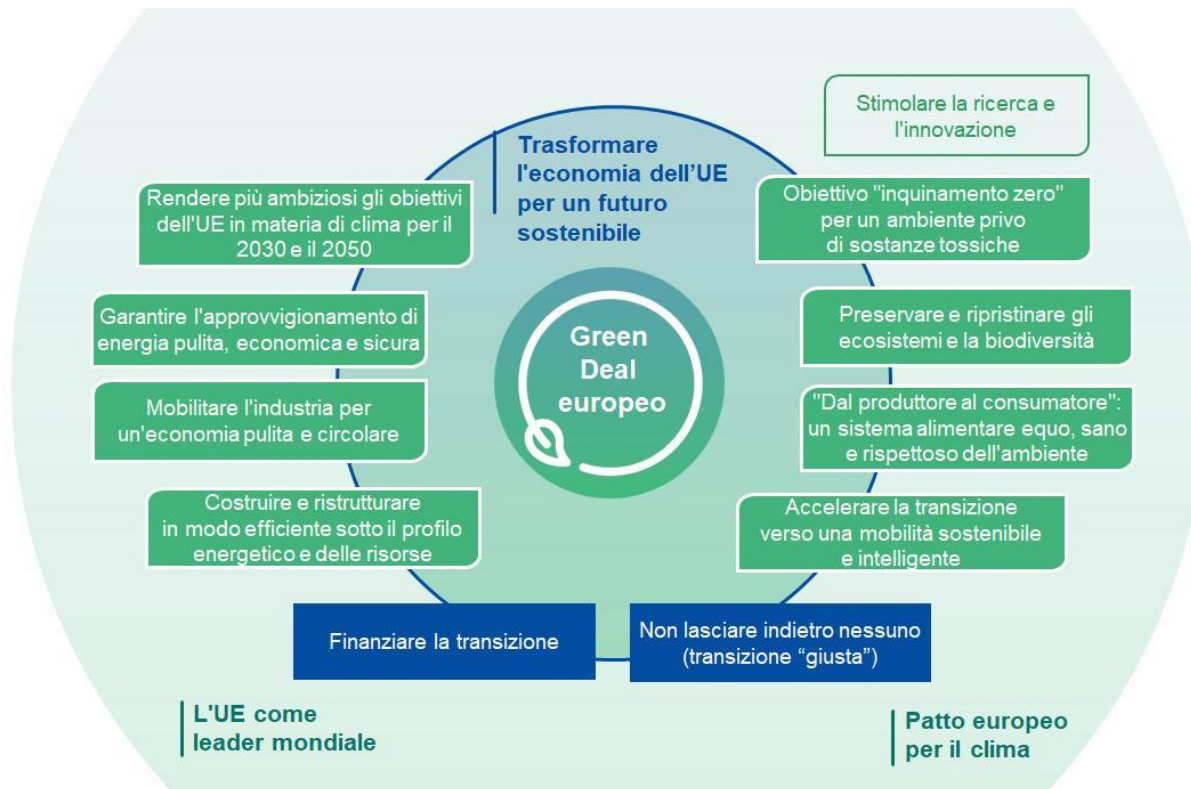 Stimolare la ricerca e
l'innovazione
Trasformare
l'economia dell'UE
per un futuro
sostenibile
Rendere più ambiziosi gli obiettivi
dell'UE in materia di clima per il
2030 e il 2050
Obiettivo "inquinamento zero"
per un ambiente privo
di sostanze tossiche
Garantire l'approvvigionamento di
energia pulita, economica e sicura
Preservare e ripristinare gli
ecosistemi e la biodiversità
Green
Deal
europeo
Mobilitare l'industria per
un'economia pulita e circolare
"Dal produttore al consumatore":
un sistema alimentare equo, sano
e rispettoso dell'ambiente
Costruire e ristrutturare
in modo efficiente sotto il profilo
energetico e delle risorse
Accelerare la transizione
verso una mobilità sostenibile
e intelligente
Finanziare la transizione
Non lasciare indietro nessuno
(transizione “giusta”)
L'UE come
leader mondiale
Patto europeo
per il clima